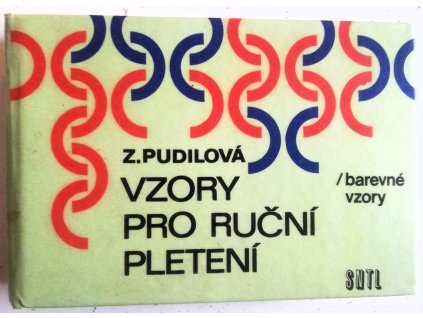 Z.PUDILOVÁ
VZORY
PRO RUČNÍ
PLETENÍ
/barevné
vzory
SNTL